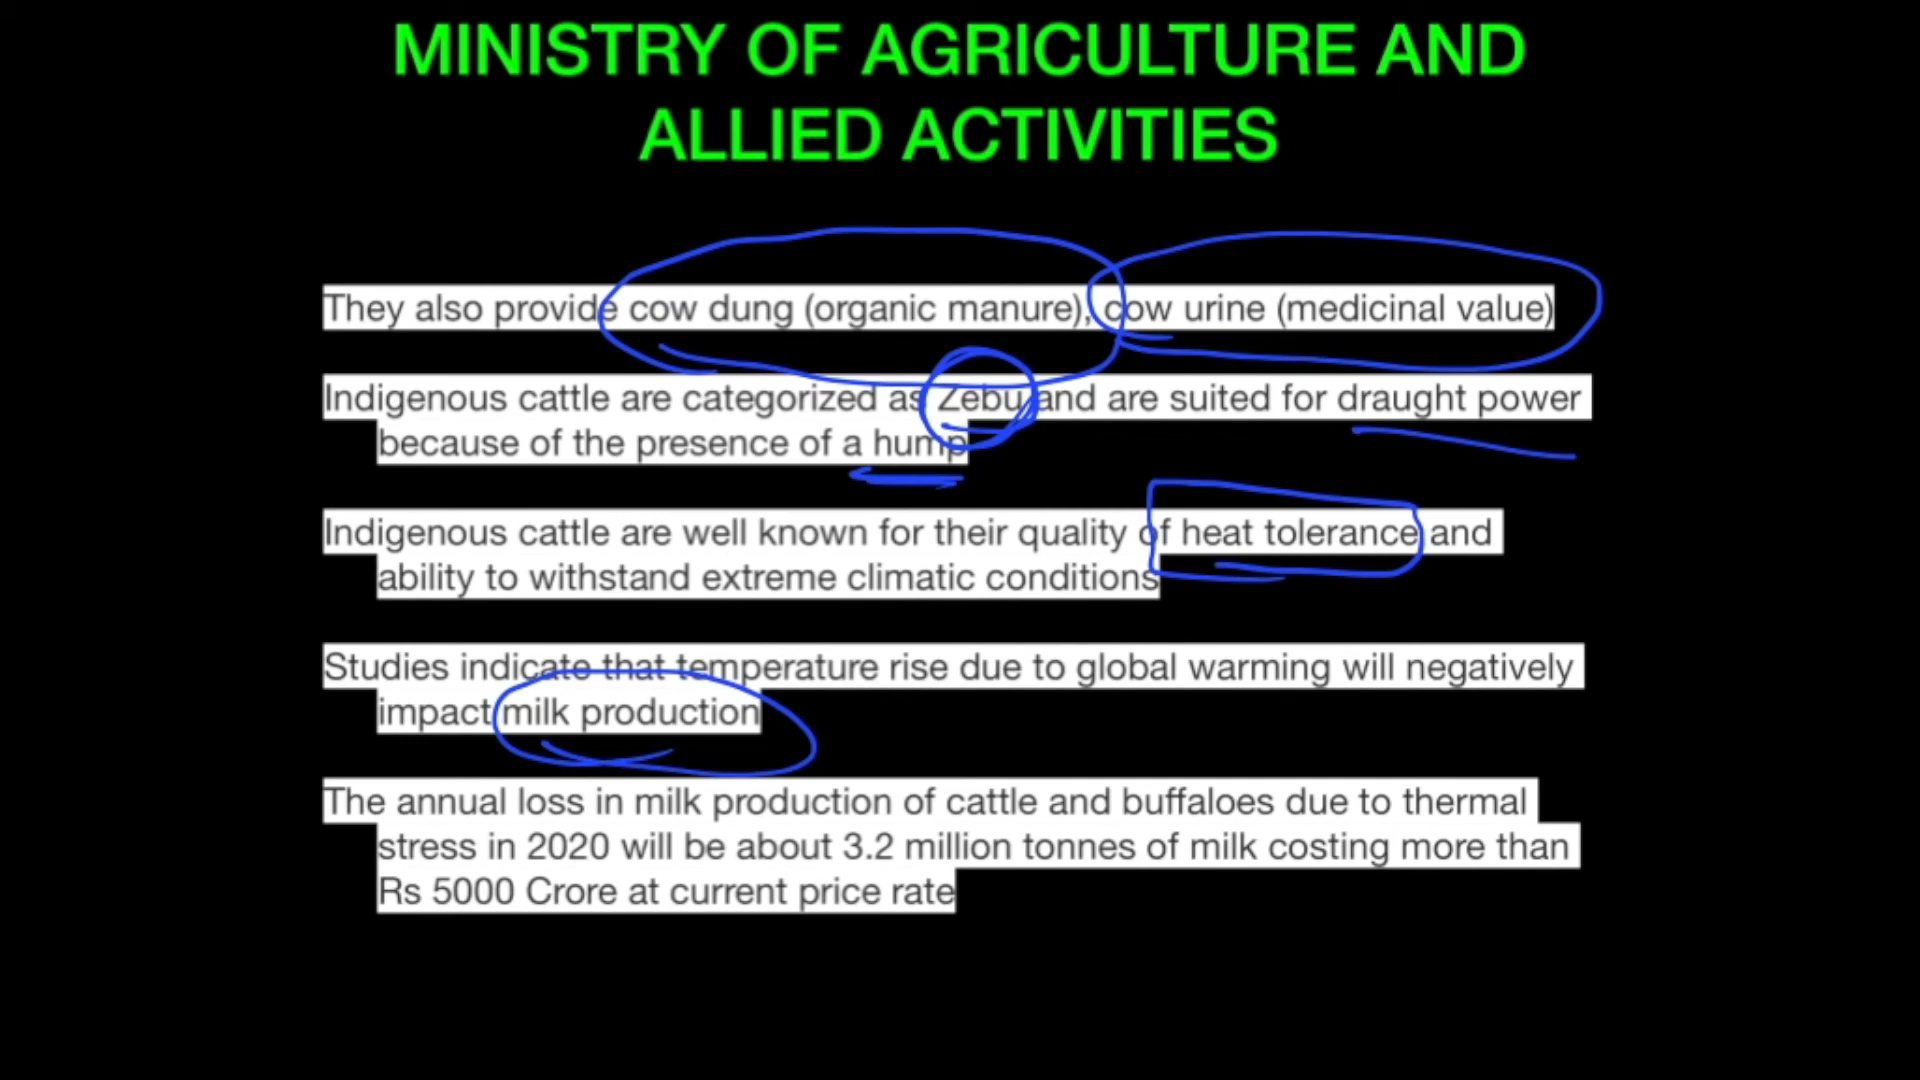 MINISTRY OF AGRICULTURE AND
ALLIED ACTIVITIES
They also provide cow dung (organic manure), cow urine (medicinal value)
Indigenous cattle are categorized as Zebu and are suited for draught power
because of the presence of a hump
Indigenous cattle are well known for their quality of heat tolerance and
ability to withstand extreme climatic conditions
Studies indicate that temperature rise due to global warming will negatively
impact milk production
The annual loss in milk production of cattle and buffaloes due to thermal
stress in 2020 will be about 3.2 million tonnes of milk costing more than
Rs 5000 Crore at current price rate